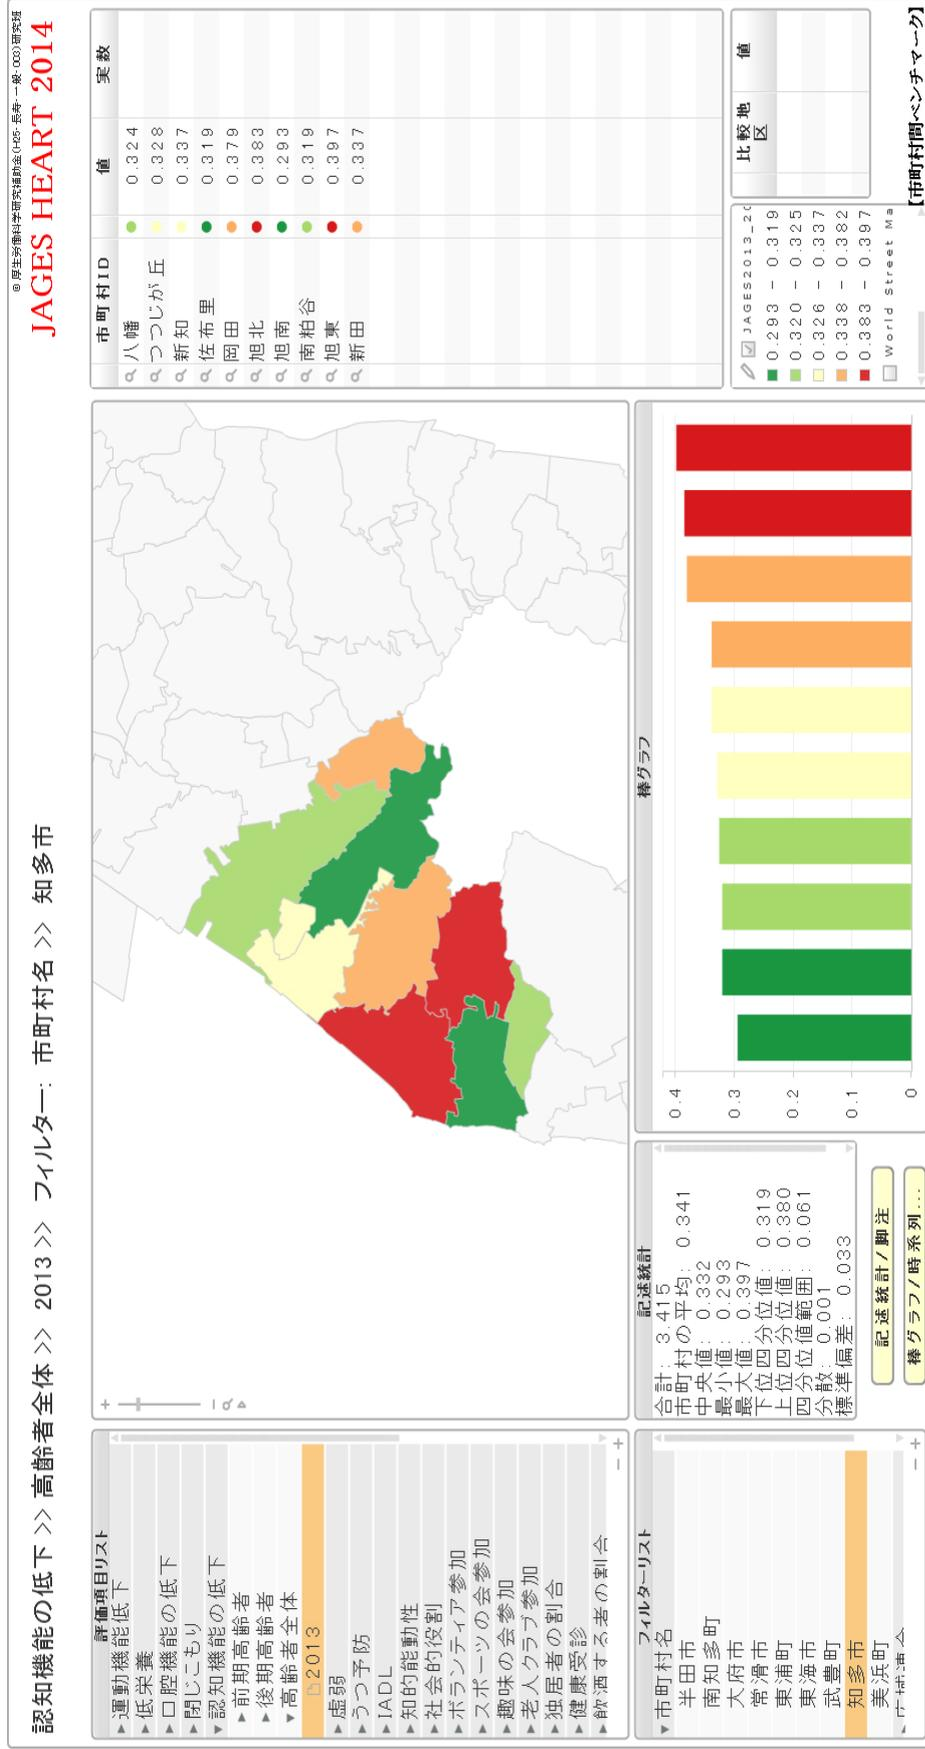 認知機能の低下 >> 高齢者全体 >> 2013 >> フィルター: 市町村名 >> 知多市
© 厚生労働科学研究補助金(H25-長寿-一般-003)研究班
JAGES HEART 2014
評価項目リスト
▶運動機能低下
▶低栄養
▶口腔機能の低下
▶閉じこもり
▼認知機能の低下
▶前期高齢者
▶後期高齢者
▼高齢者全体
2013
▶虚弱
▶うつ予防
▶IADL
▶知的能動性
▶社会的役割
▶ボランティア参加
▶スポーツの会参加
▶趣味の会参加
▶老人クラブ参加
▶独居者の割合
▶健康受診
▶飲酒する者の割合
市町村ID 値 実数
八幡 0.324
つつじが丘 0.328
新知 0.337
佐布里 0.319
岡田 0.379
旭北 0.383
旭南 0.293
南粕谷 0.319
旭東 0.397
新田 0.337
フィルターリスト
▼市町村名
半田市
南知多町
大府市
常滑市
東浦町
東海市
武豊町
知多市
美浜町
記述統計
合計: 3.415
市町村の平均: 0.341
中央値: 0.332
最小値: 0.293
最大値: 0.397
下位四分位値: 0.319
上位四分位値: 0.380
四分位値範囲: 0.061
分散: 0.001
標準偏差: 0.033
記述統計/脚注
棒グラフ/時系列...
棒グラフ
0.4
0.3
0.2
0.1
0
JAGES2013_20
0.293 - 0.319
0.320 - 0.325
0.326 - 0.337
0.338 - 0.382
0.383 - 0.397
World Street Ma
比較地区 値
【市町村間ベンチマーク】